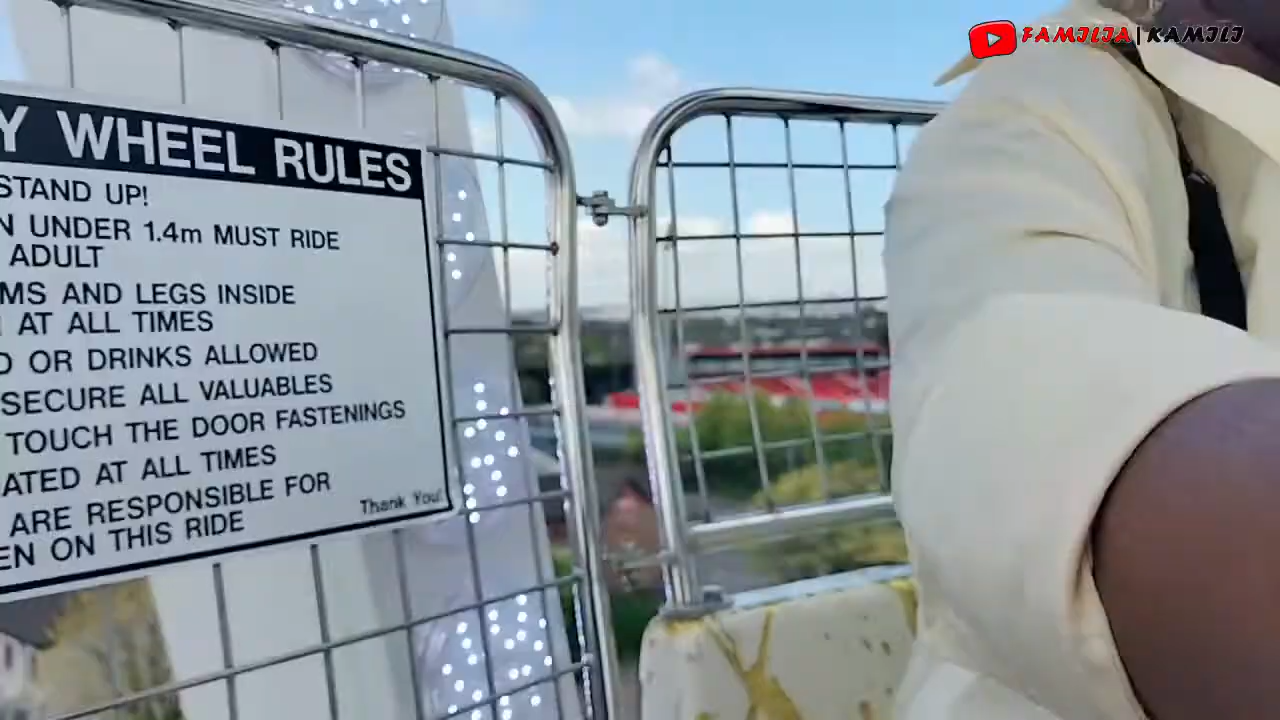 FAMILIA|KAMILI
Y WHEEL RULES
STAND UP!
N UNDER 1.4m MUST RIDE
ADULT
MS AND LEGS INSIDE
AT ALL TIMES
D OR DRINKS ALLOWED
SECURE ALL VALUABLES
TOUCH THE DOOR FASTENINGS
ATED AT ALL TIMES
ARE RESPONSIBLE FOR
EN ON THIS RIDE
Thank You!